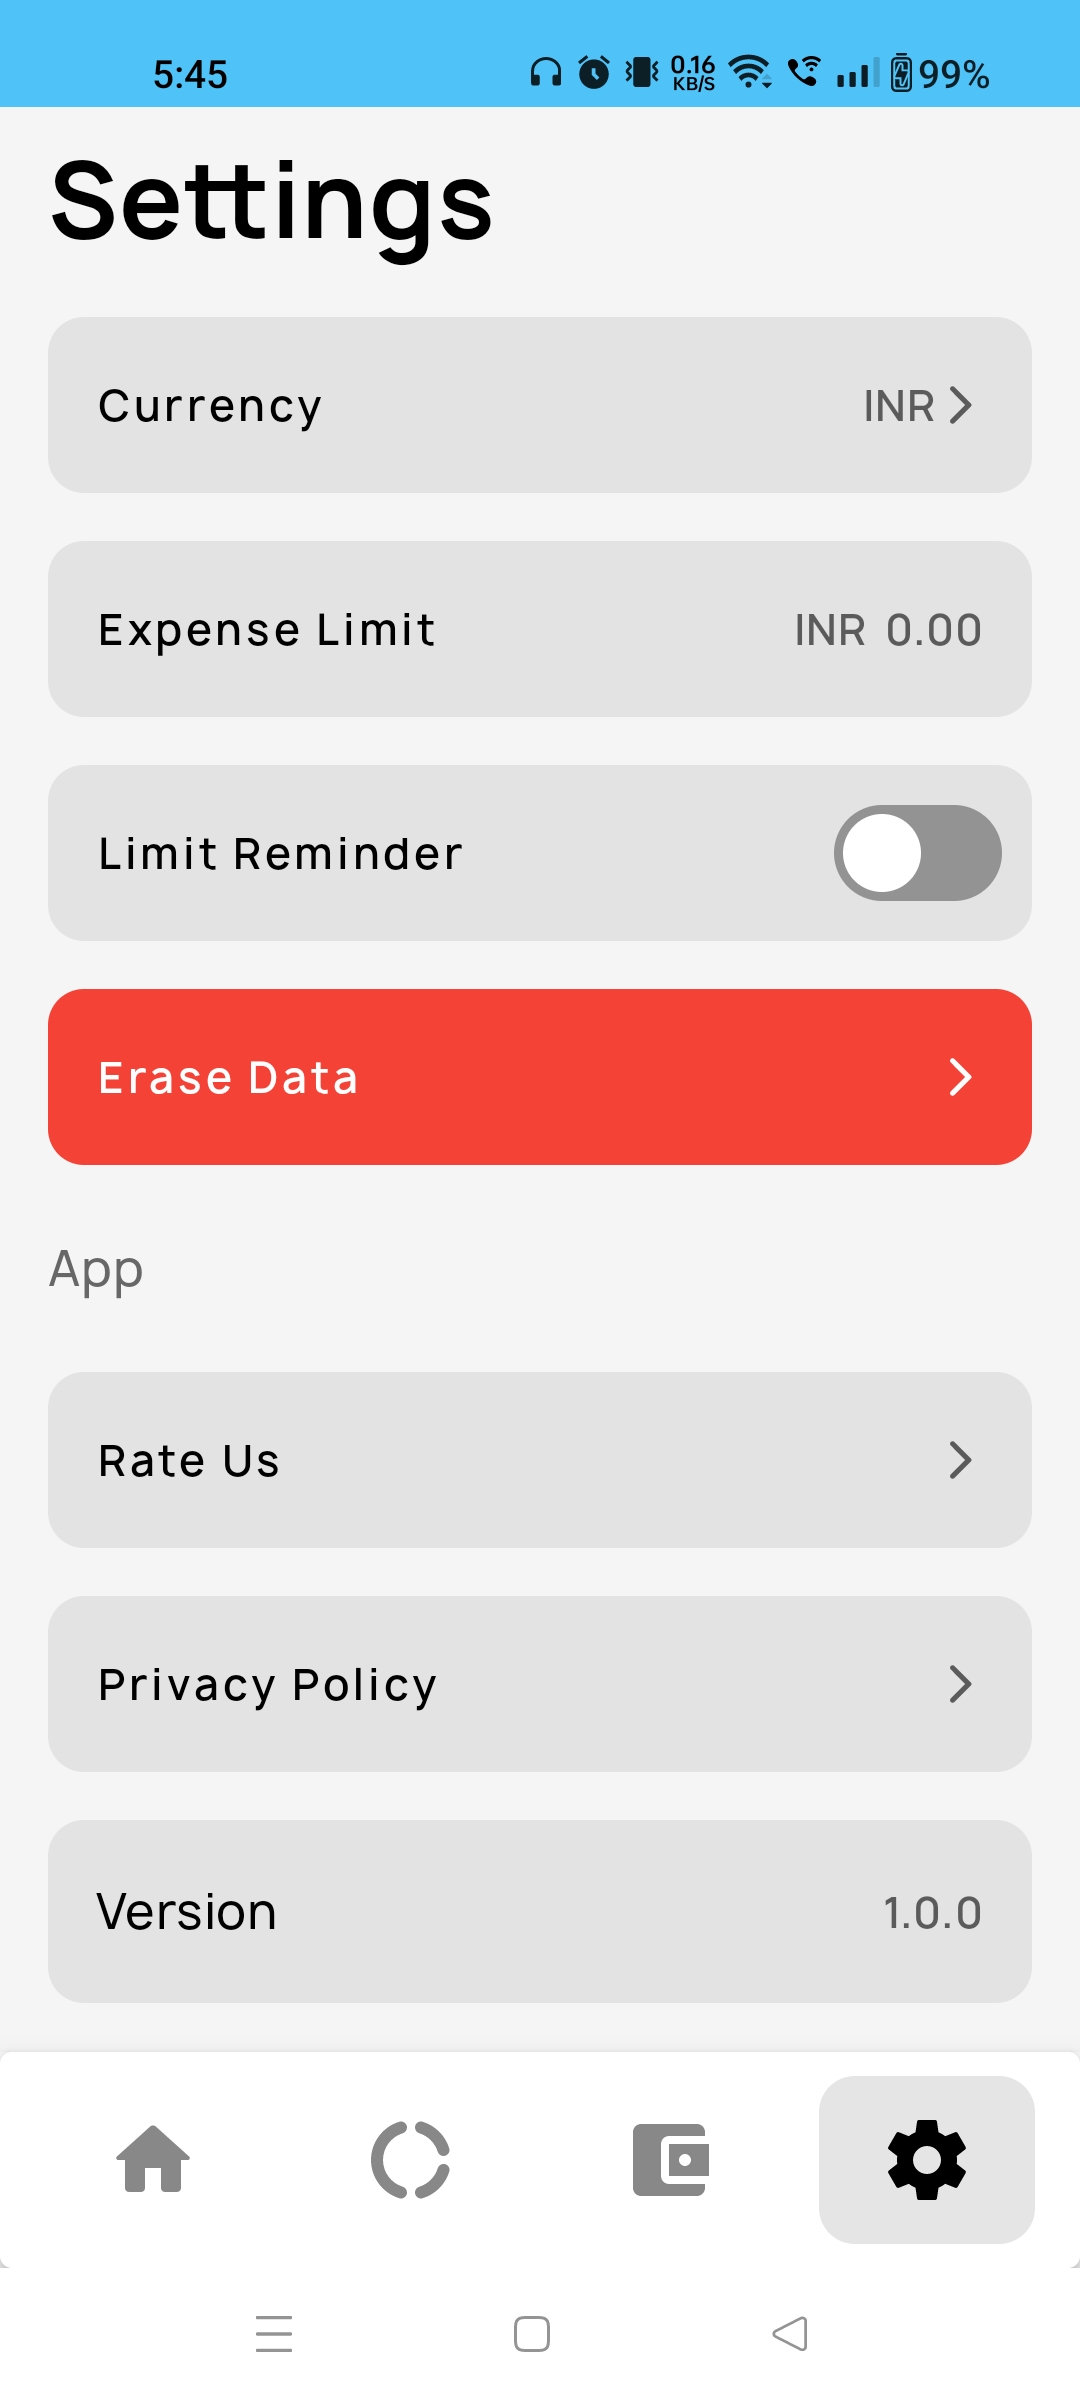 5:45 0.16 KB/S 99%
Settings
Currency INR
Expense Limit INR 0.00
Limit Reminder
Erase Data
App
Rate Us
Privacy Policy
Version 1.0.0